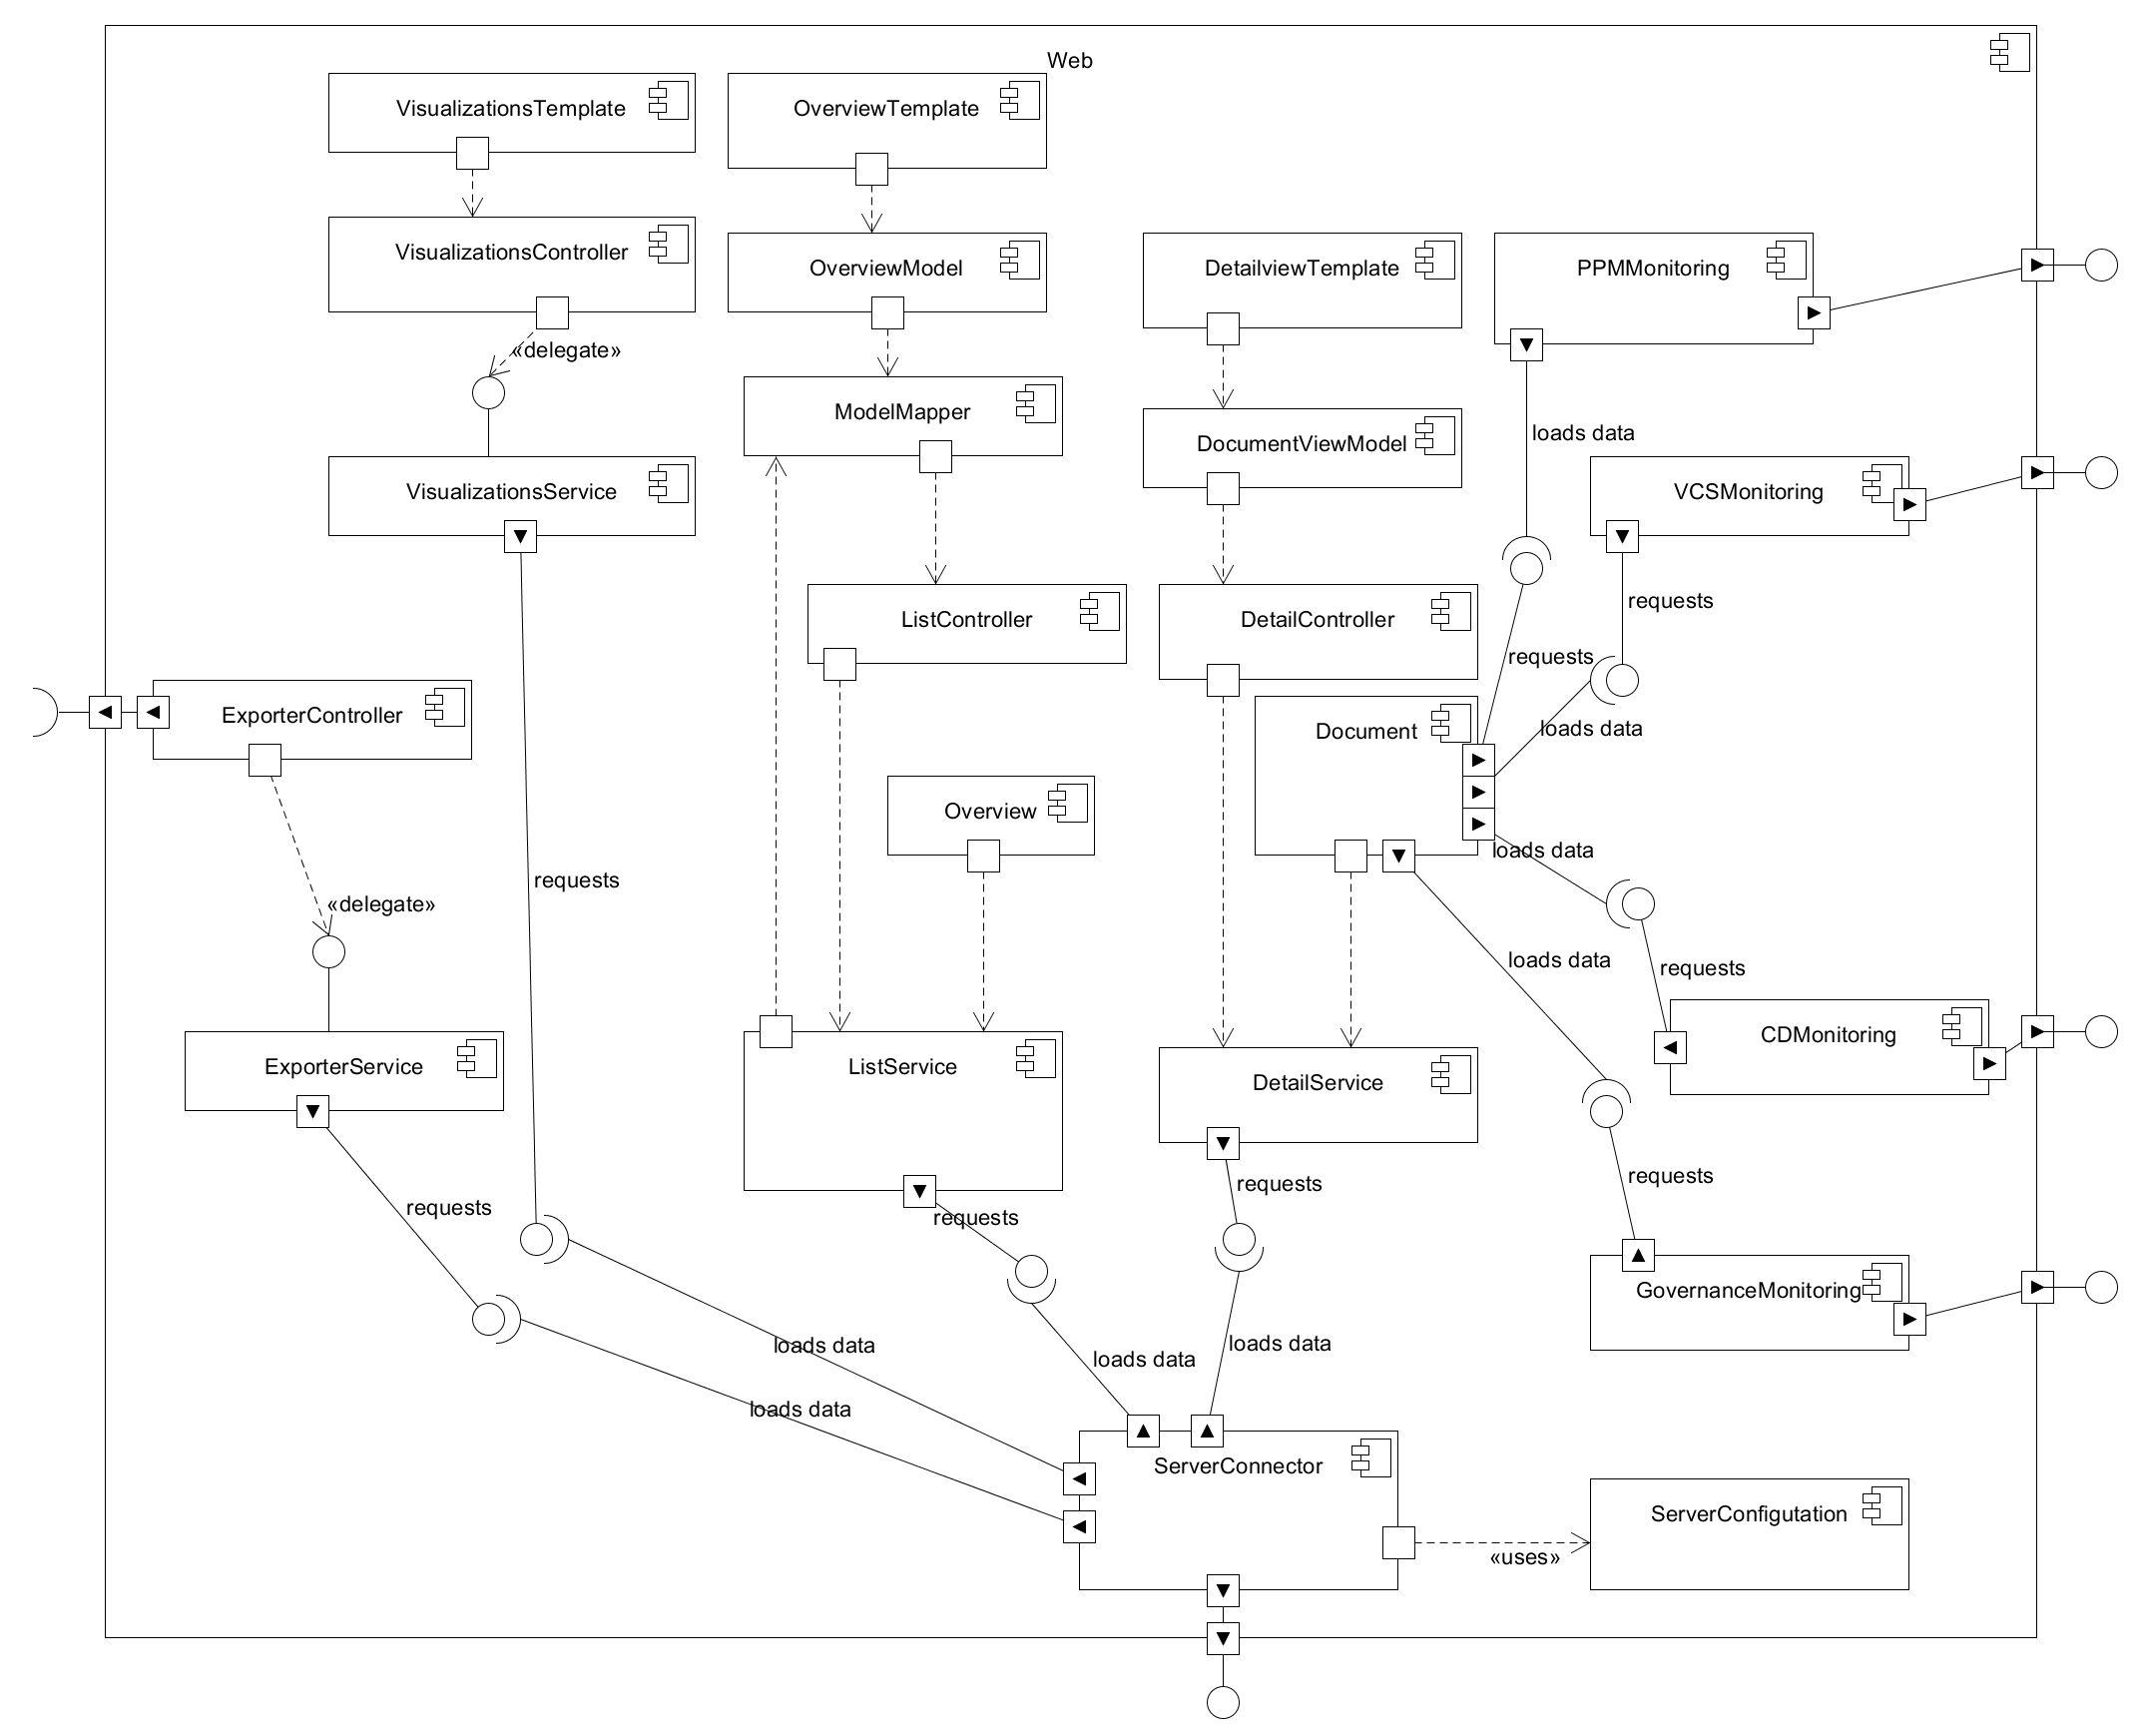 Web
VisualizationsTemplate
OverviewTemplate
VisualizationsController
OverviewModel
DetailviewTemplate
PPMMonitoring
«delegate»
ModelMapper
DocumentViewModel
loads data
VisualizationsService
VCSMonitoring
requests
ListController
DetailController
requests
ExporterController
Document
loads data
Overview
loads data
requests
«delegate»
loads data
requests
ExporterService
ListService
DetailService
CDMonitoring
requests
requests
requests
requests
GovernanceMonitoring
loads data
loads data
loads data
loads data
ServerConnector
ServerConfigutation
«uses»